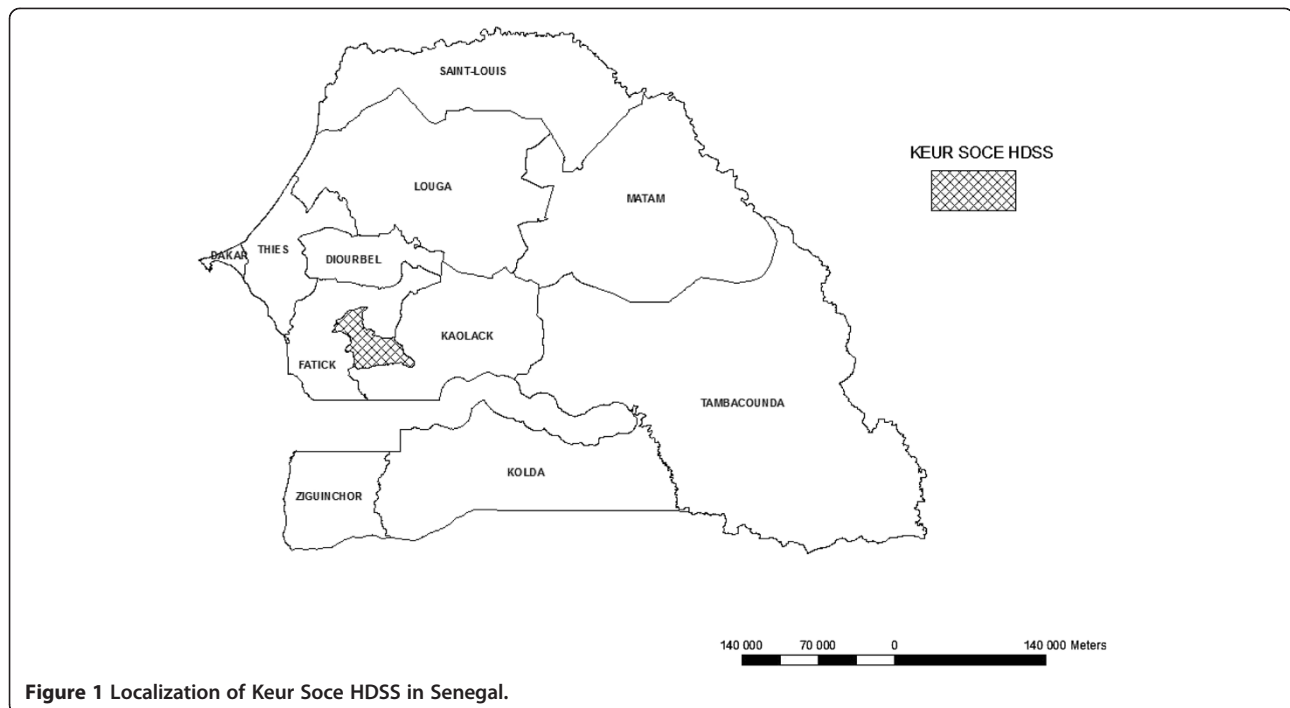 SAINT-LOUIS
KEUR SOCE HDSS
LOUGA
MATAM
DAKAR
THIES
DIOURBEL
KAOLACK
FATICK
TAMBACOUNDA
KOLDA
ZIGUINCHOR
140 000 70 000 0 140 000 Meters
Figure 1 Localization of Keur Soce HDSS in Senegal.